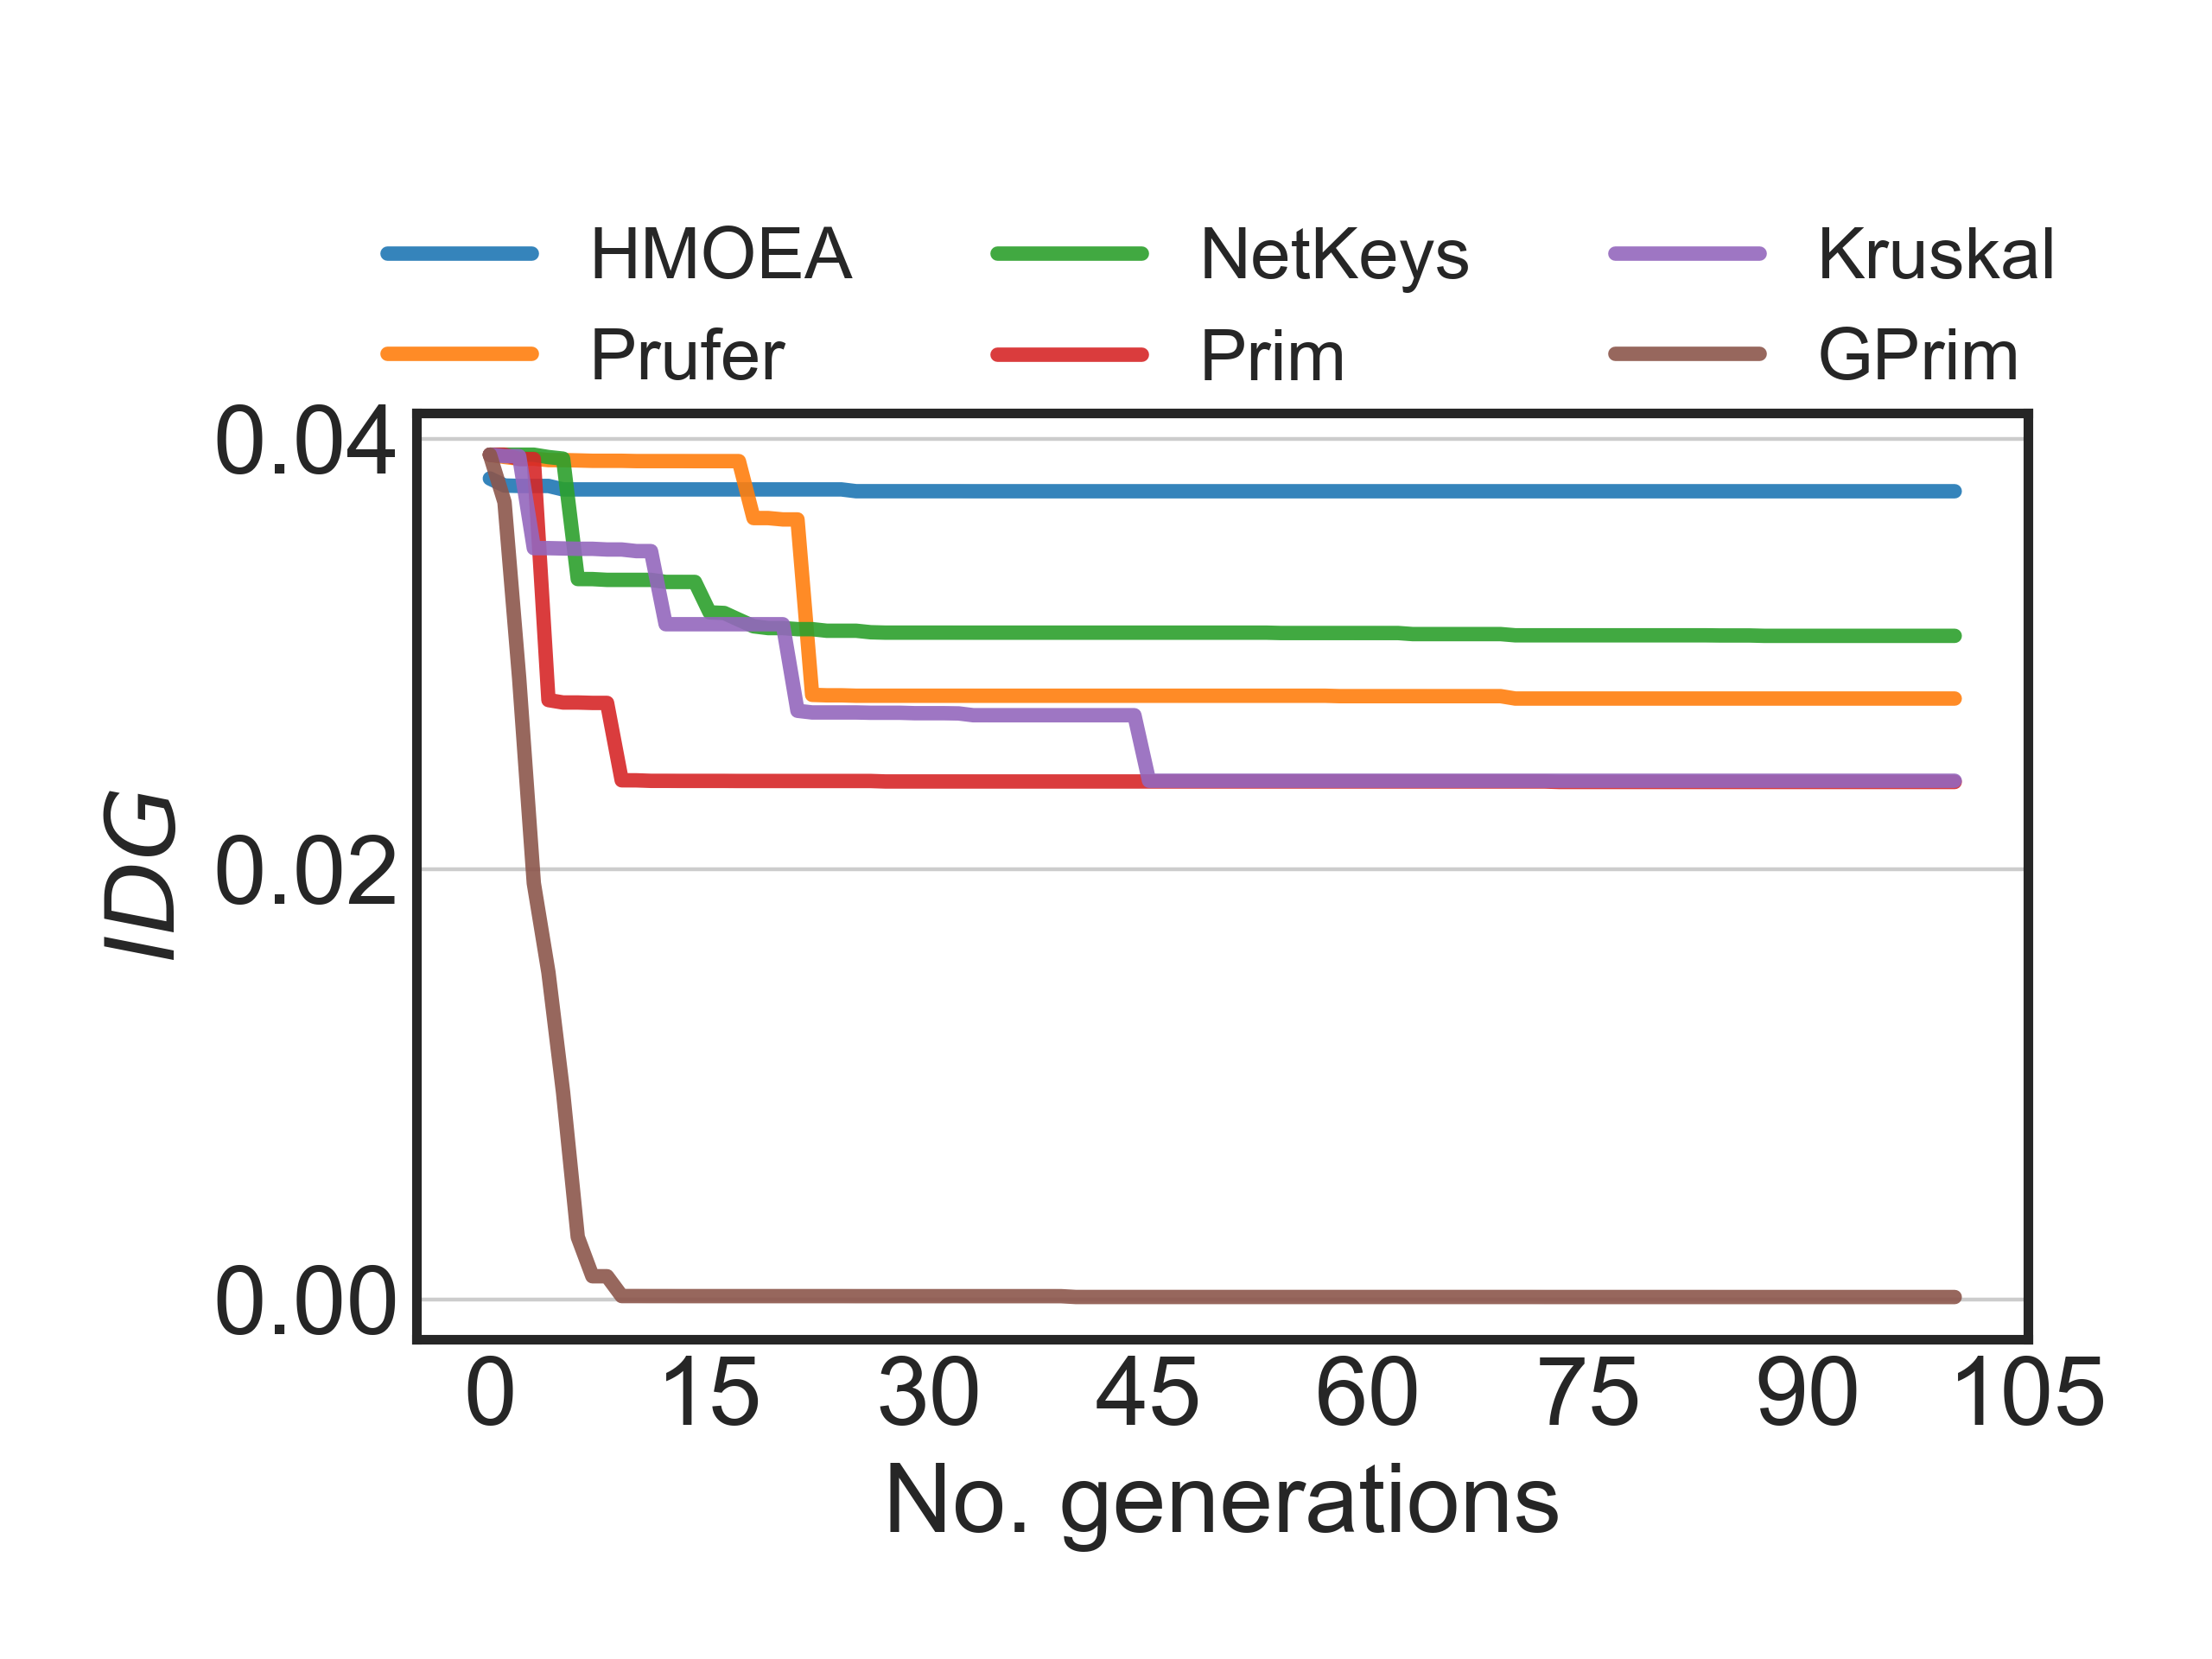 HMOEA NetKeys Kruskal
Prufer Prim GPrim
0.04
0.02
0.00
IDG
0 15 30 45 60 75 90 105
No. generations